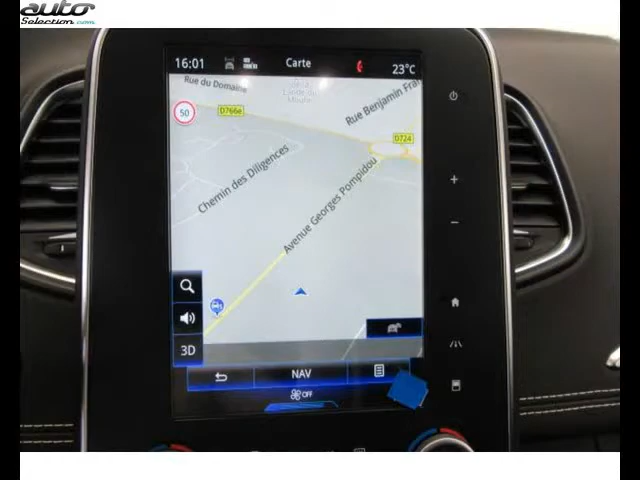 auto
Selection.com
16:01 Carte 23°C
Rue du Domaine
50
D766e
Rue Benjamin Fra
D724
Chemin des Diligences
Avenue Georges Pompidou
3D
NAV
OFF